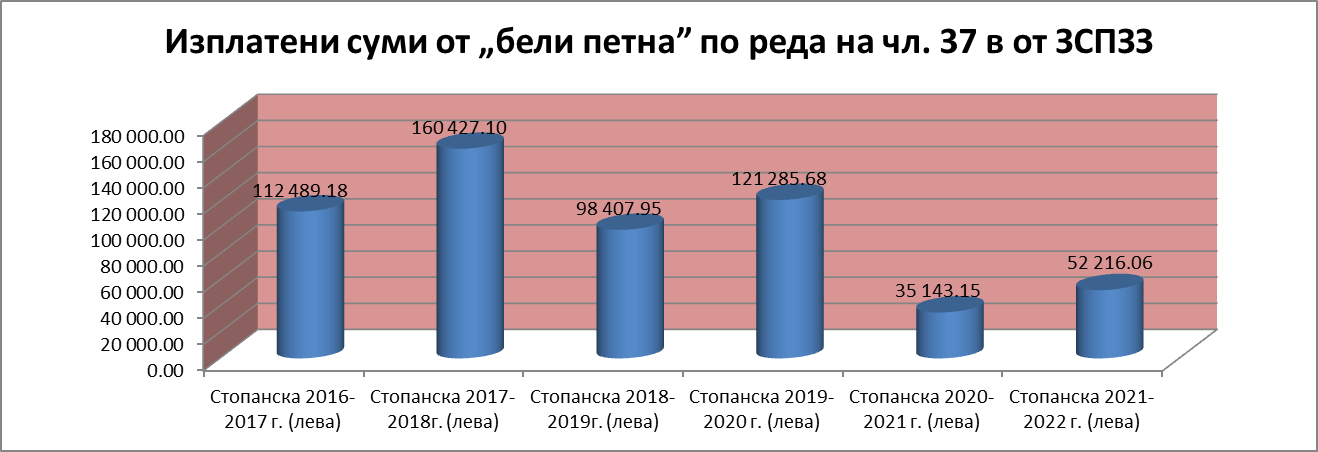 Изплатени суми от „бели петна” по реда на чл. 37 в от ЗСПЗЗ
180 000.00
160 000.00
140 000.00
120 000.00
100 000.00
80 000.00
60 000.00
40 000.00
20 000.00
0.00
112 489.18
160 427.10
98 407.95
121 285.68
35 143.15
52 216.06
Стопанска 2016-
2017 г. (лева)
Стопанска 2017-
2018г. (лева)
Стопанска 2018-
2019г. (лева)
Стопанска 2019-
2020 г. (лева)
Стопанска 2020-
2021 г. (лева)
Стопанска 2021-
2022 г. (лева)